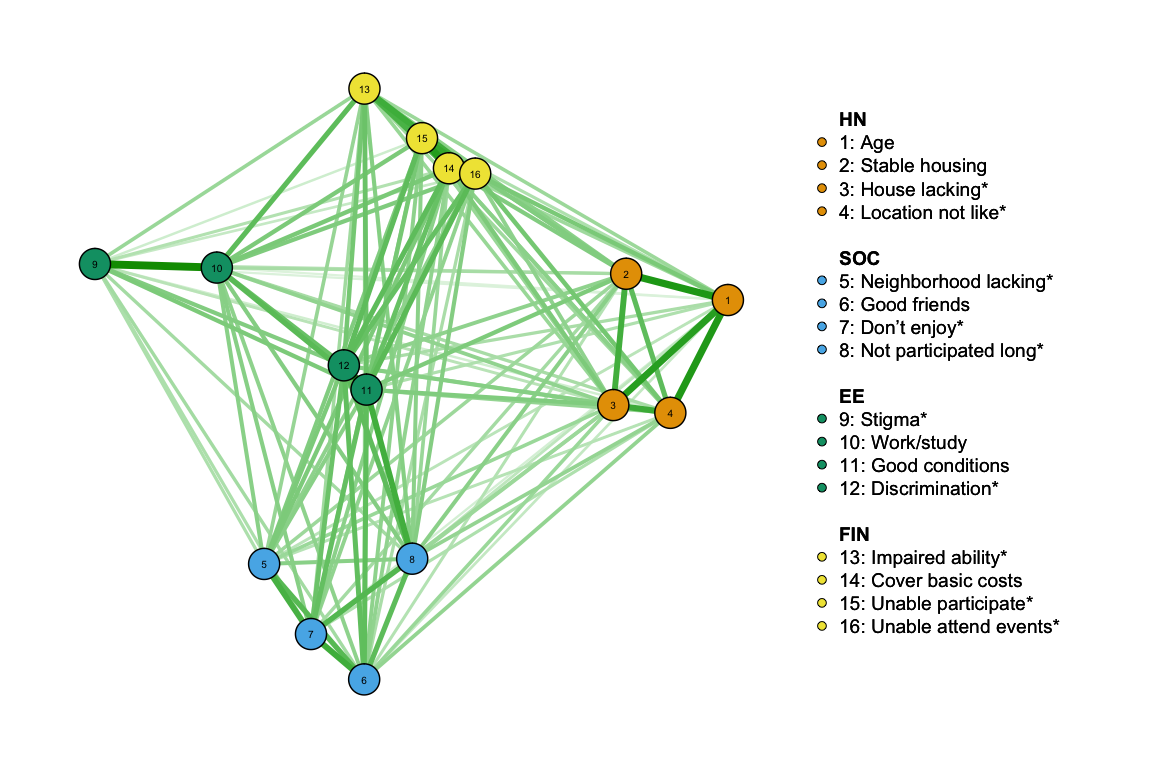 13
15
14
16
9
10
2
1
12
11
3
4
5
8
7
6
HN
1: Age
2: Stable housing
3: House lacking*
4: Location not like*
SOC
5: Neighborhood lacking*
6: Good friends
7: Don’t enjoy*
8: Not participated long*
EE
9: Stigma*
10: Work/study
11: Good conditions
12: Discrimination*
FIN
13: Impaired ability*
14: Cover basic costs
15: Unable participate*
16: Unable attend events*